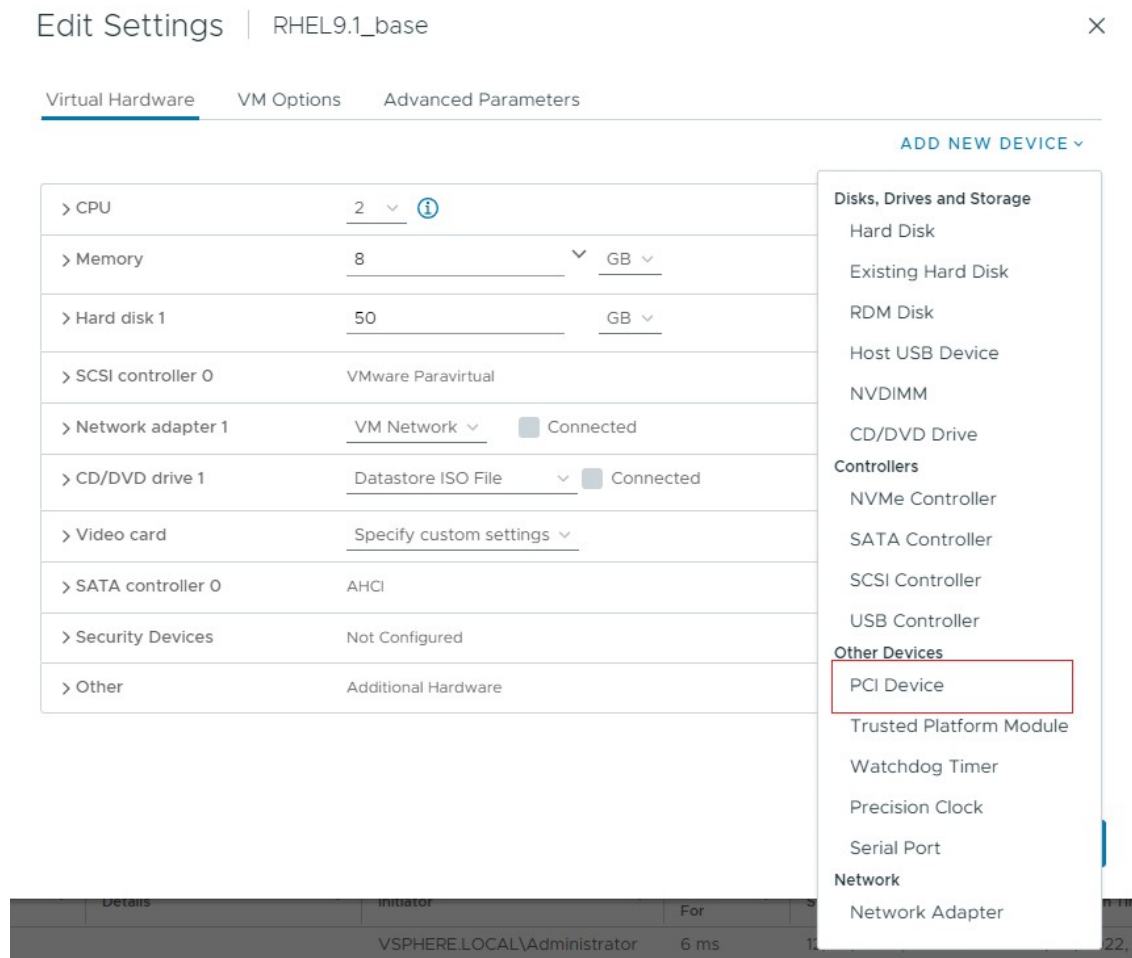 Edit Settings RHEL9.1_base
Virtual Hardware VM Options Advanced Parameters
ADD NEW DEVICE
CPU 2
Memory 8 GB
Hard disk 1 50 GB
SCSI controller 0 VMware Paravirtual
Network adapter 1 VM Network Connected
CD/DVD drive 1 Datastore ISO File Connected
Video card Specify custom settings
SATA controller 0 AHCI
Security Devices Not Configured
Other Additional Hardware
Disks, Drives and Storage
Hard Disk
Existing Hard Disk
RDM Disk
Host USB Device
NVDIMM
CD/DVD Drive
Controllers
NVMe Controller
SATA Controller
SCSI Controller
USB Controller
Other Devices
PCI Device
Trusted Platform Module
Watchdog Timer
Precision Clock
Serial Port
Network
Network Adapter
Details Initiator For
VSPHERE.LOCAL\Administrator 6 ms